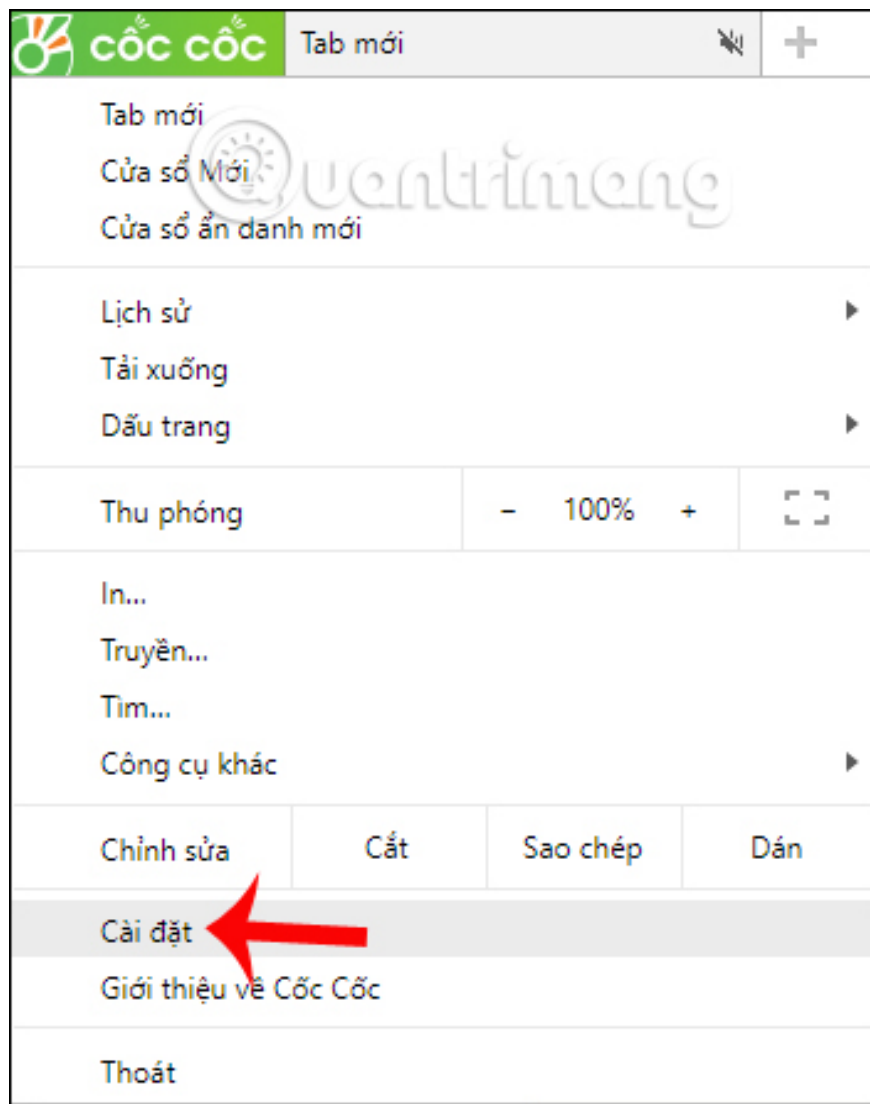 cốc cốc Tab mới
Tab mới
Cửa sổ Mới
Quantrimang
Cửa sổ ẩn danh mới
Lịch sử
Tải xuống
Dấu trang
Thu phóng - 100% +
In...
Truyền...
Tìm...
Công cụ khác
Chỉnh sửa Cắt Sao chép Dán
Cài đặt
Giới thiệu về Cốc Cốc
Thoát